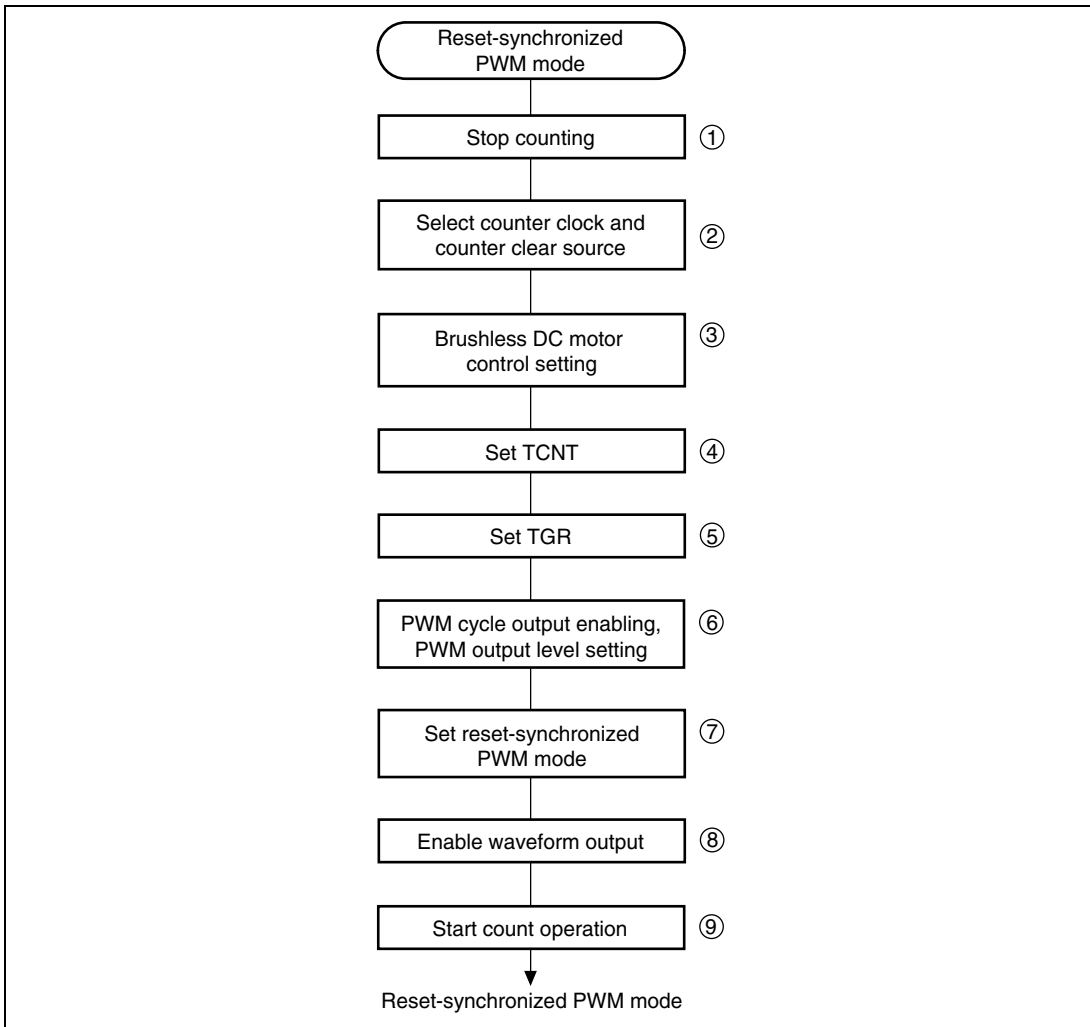 Reset-synchronized
PWM mode
Stop counting ①
Select counter clock and
counter clear source ②
Brushless DC motor
control setting ③
Set TCNT ④
Set TGR ⑤
PWM cycle output enabling,
PWM output level setting ⑥
Set reset-synchronized
PWM mode ⑦
Enable waveform output ⑧
Start count operation ⑨
Reset-synchronized PWM mode